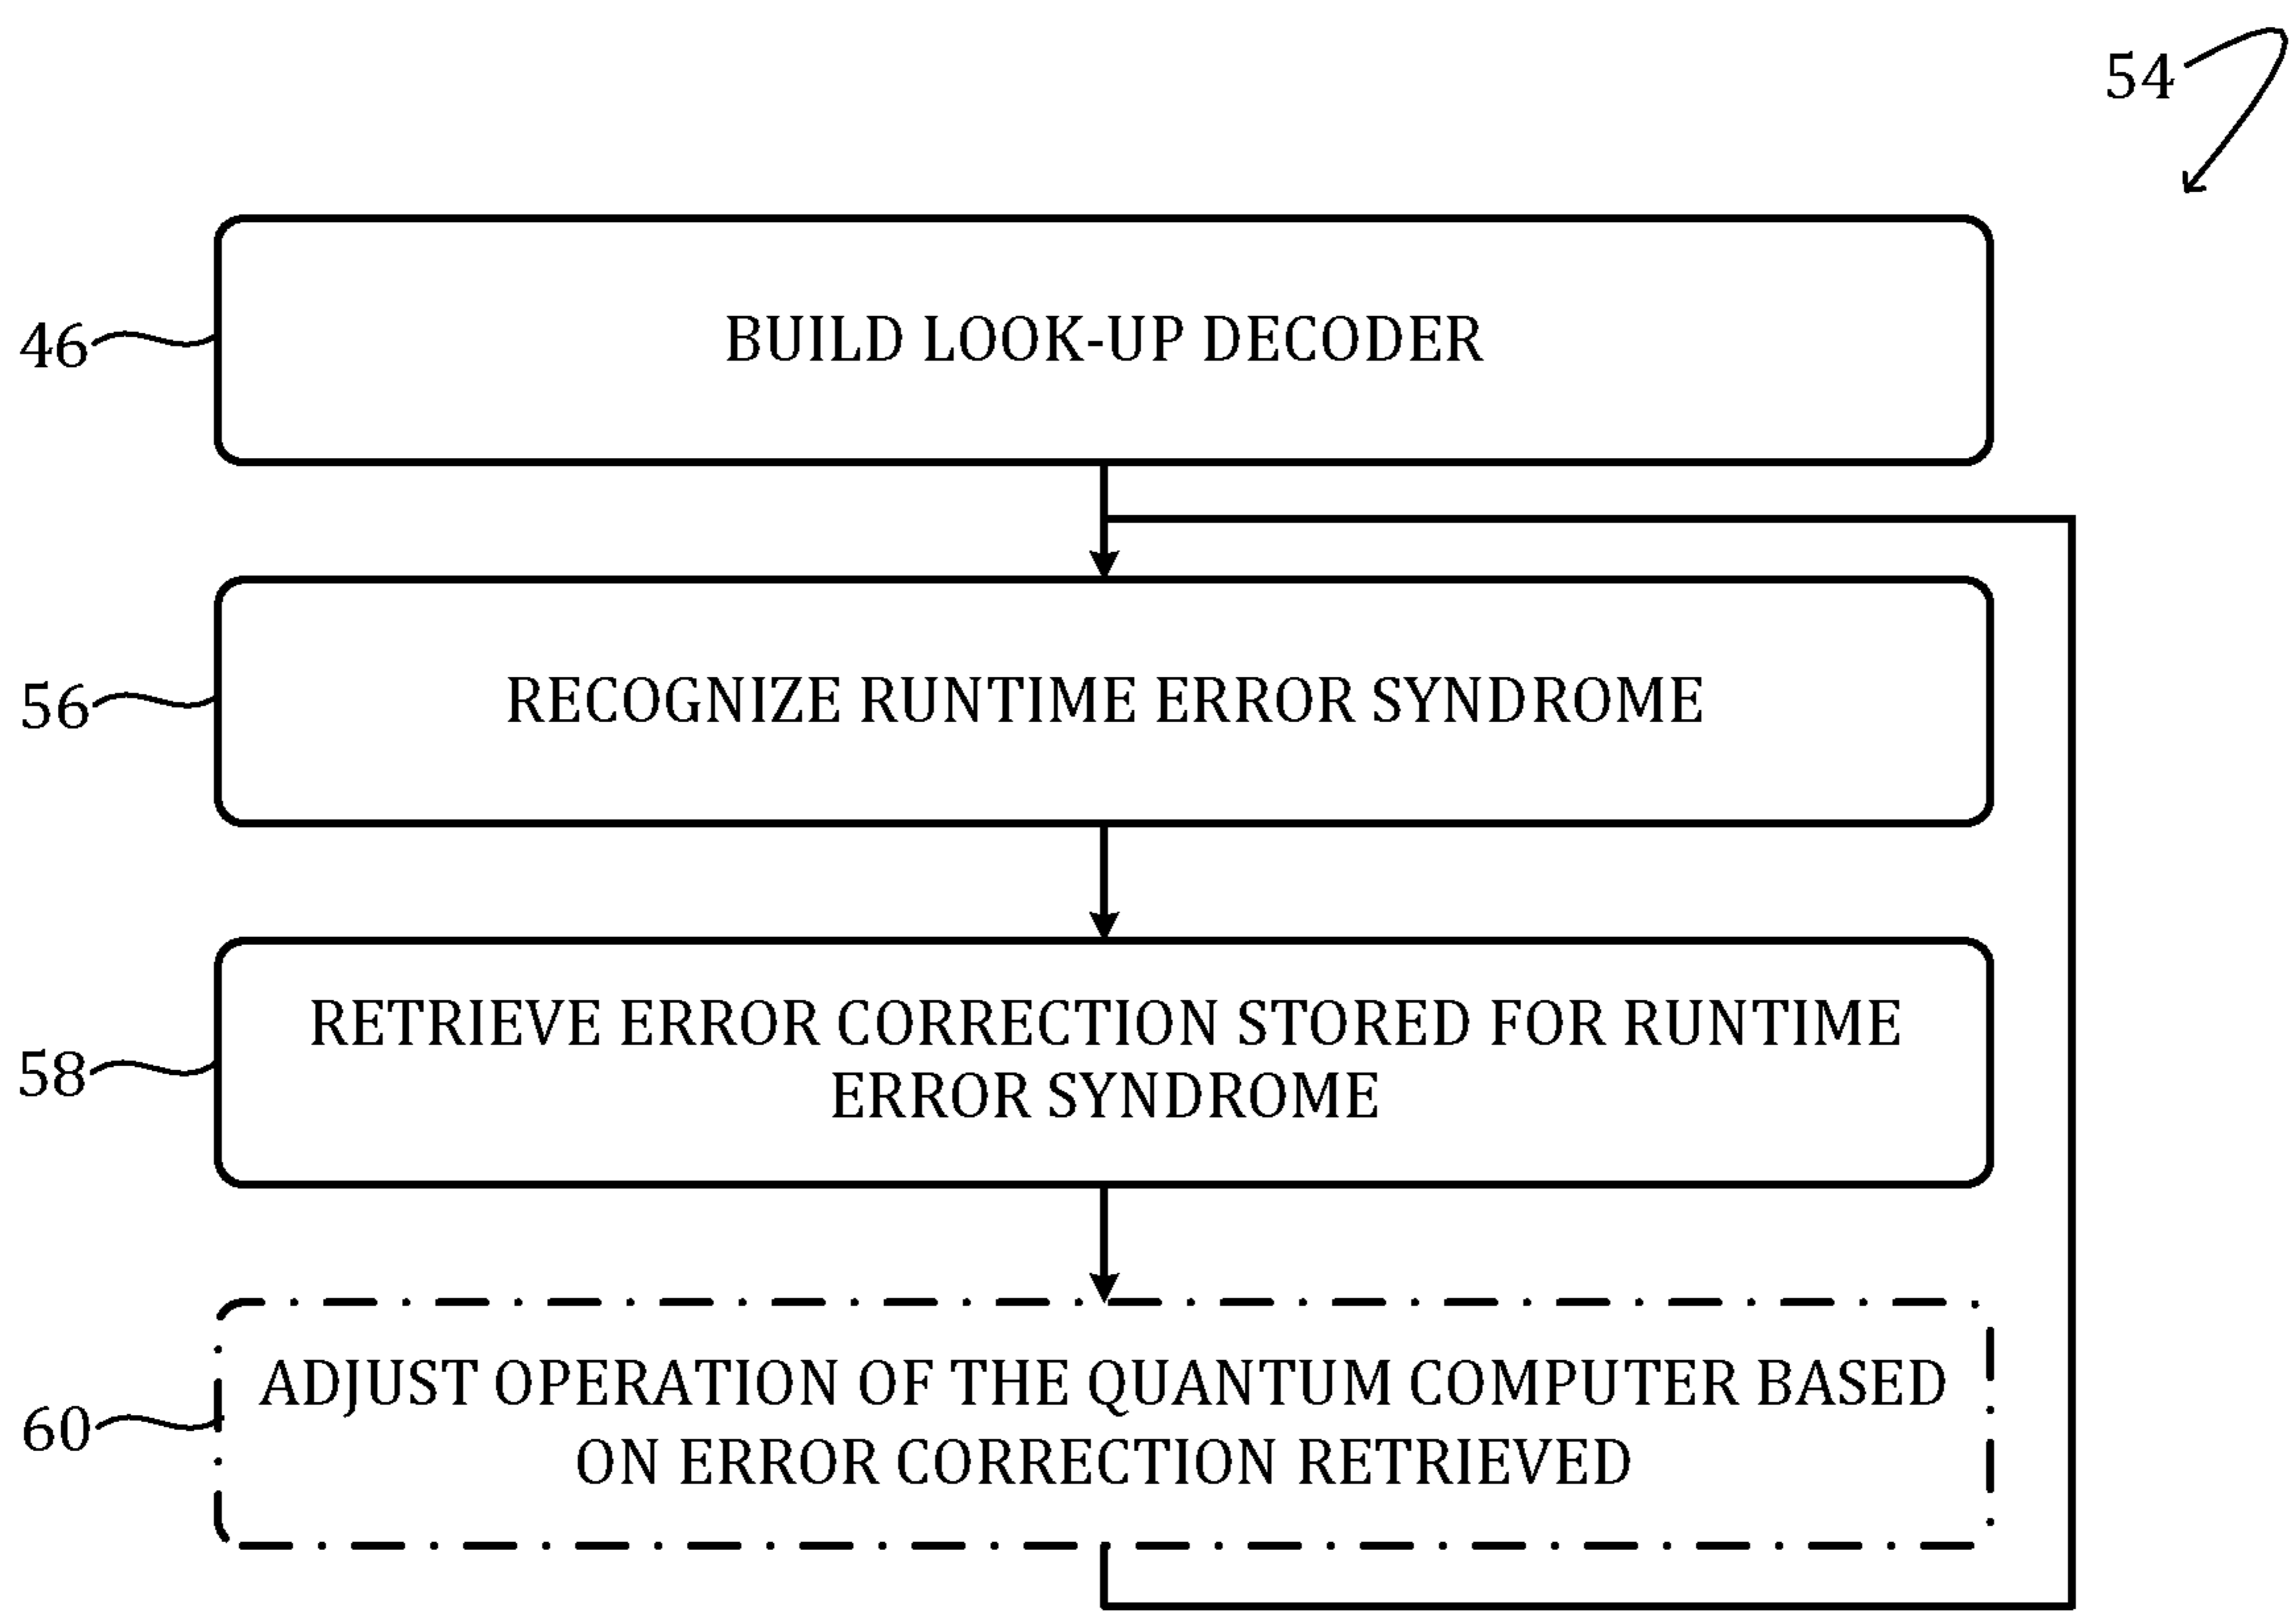 54
46
BUILD LOOK-UP DECODER
56
RECOGNIZE RUNTIME ERROR SYNDROME
58
RETRIEVE ERROR CORRECTION STORED FOR RUNTIME
ERROR SYNDROME
60
ADJUST OPERATION OF THE QUANTUM COMPUTER BASED
ON ERROR CORRECTION RETRIEVED